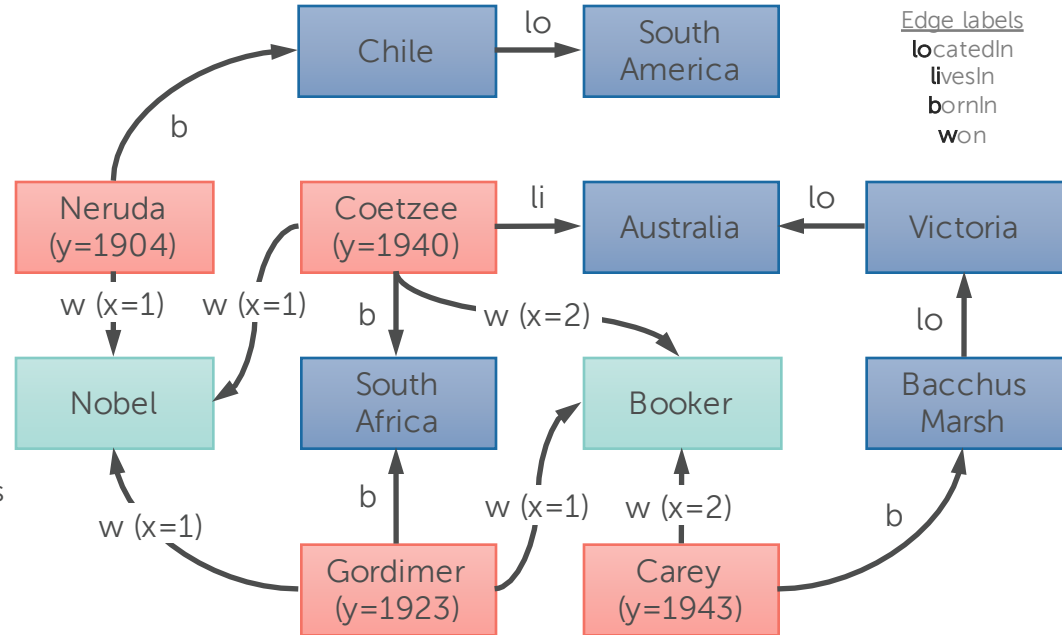 Edge labels
locatedIn
livesIn
bornIn
won
lo
Chile
South
America
b
Neruda
(y=1904)
Coetzee
(y=1940)
li
Australia
lo
Victoria
w (x=1)
w (x=1)
b
w (x=2)
lo
Nobel
South
Africa
Booker
Bacchus
Marsh
s
w (x=1)
b
w (x=1)
w (x=2)
b
Gordimer
(y=1923)
Carey
(y=1943)